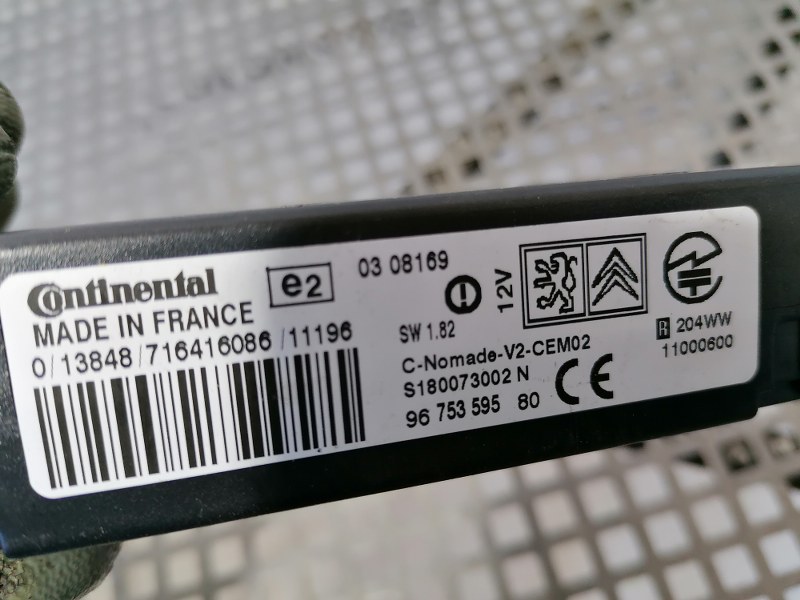 Continental
e2
03 08169
MADE IN FRANCE
0/13848/716416086/11196
SW 1.82
12V
C-Nomade-V2-CEM02
S180073002 N
96 753 595 80
CE
R 204WW
11000600